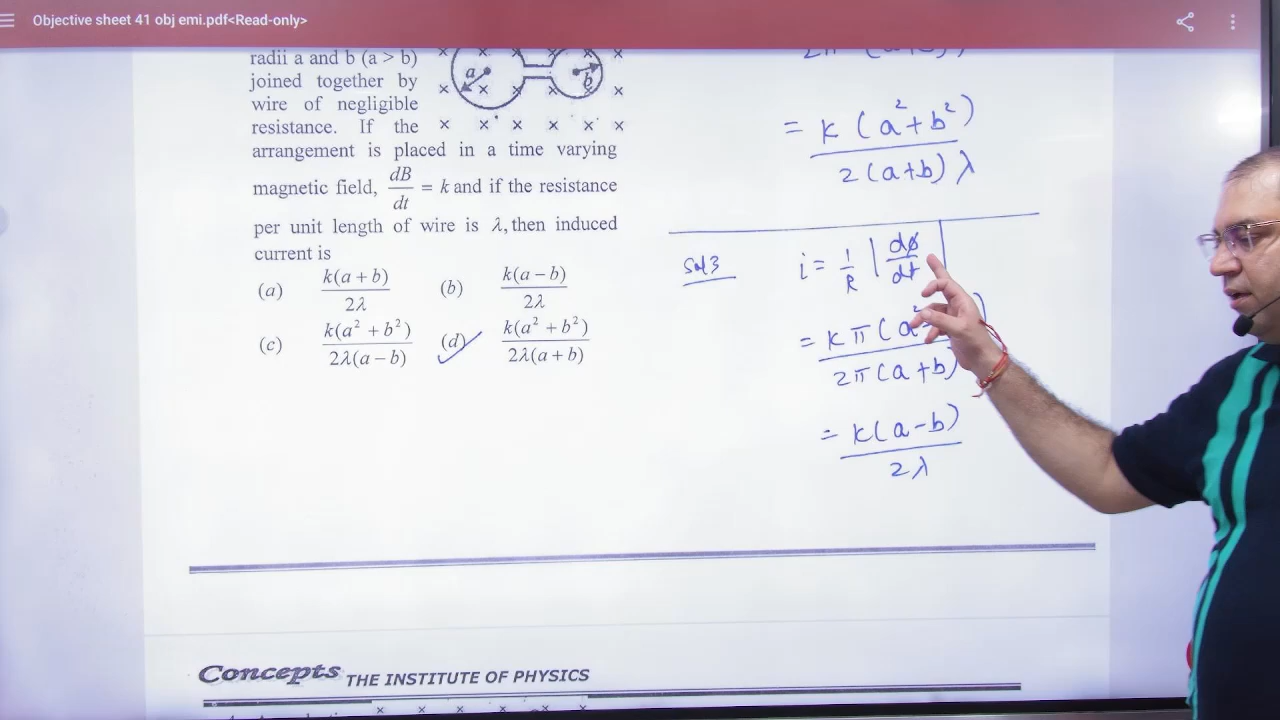 Objective sheet 41 obj emi.pdf<Read-only>
radii a and b (a > b)
joined together by
wire of negligible
resistance. If the
arrangement is placed in a time varying
magnetic field, dB/dt = k and if the resistance
per unit length of wire is λ, then induced
current is
(a) k(a + b)/2λ (b) k(a − b)/2λ
(c) k(a² + b²)/2λ(a − b) (d) k(a² + b²)/2λ(a + b)
a
b
= k(a²+b²)/2(a+b)λ
Sol 3 i = 1/R |dφ/dt|
= kπ(a²
2π(a+b)
= k(a-b)/2λ
Concepts THE INSTITUTE OF PHYSICS